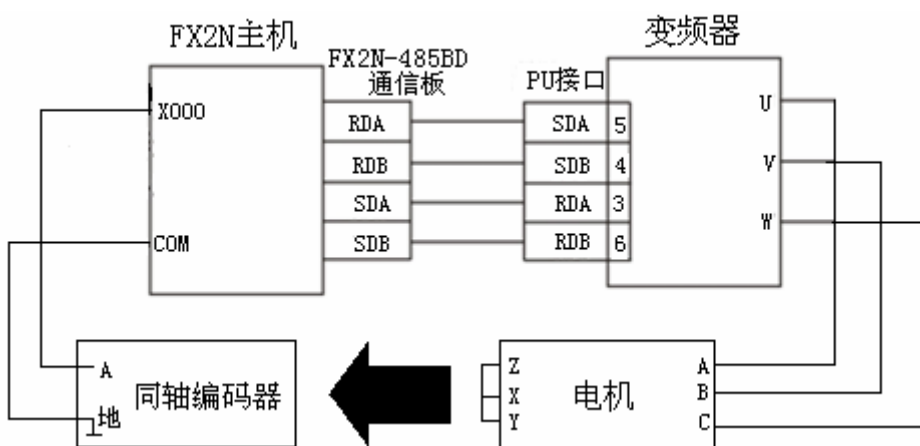 FX2N主机
变频器
FX2N-485BD
通信板
PU接口
X000
COM
RDA
RDB
SDA
SDB
SDA 5
SDB 4
RDA 3
RDB 6
U
V
W
A
地
同轴编码器
Z
X
Y
电机
A
B
C